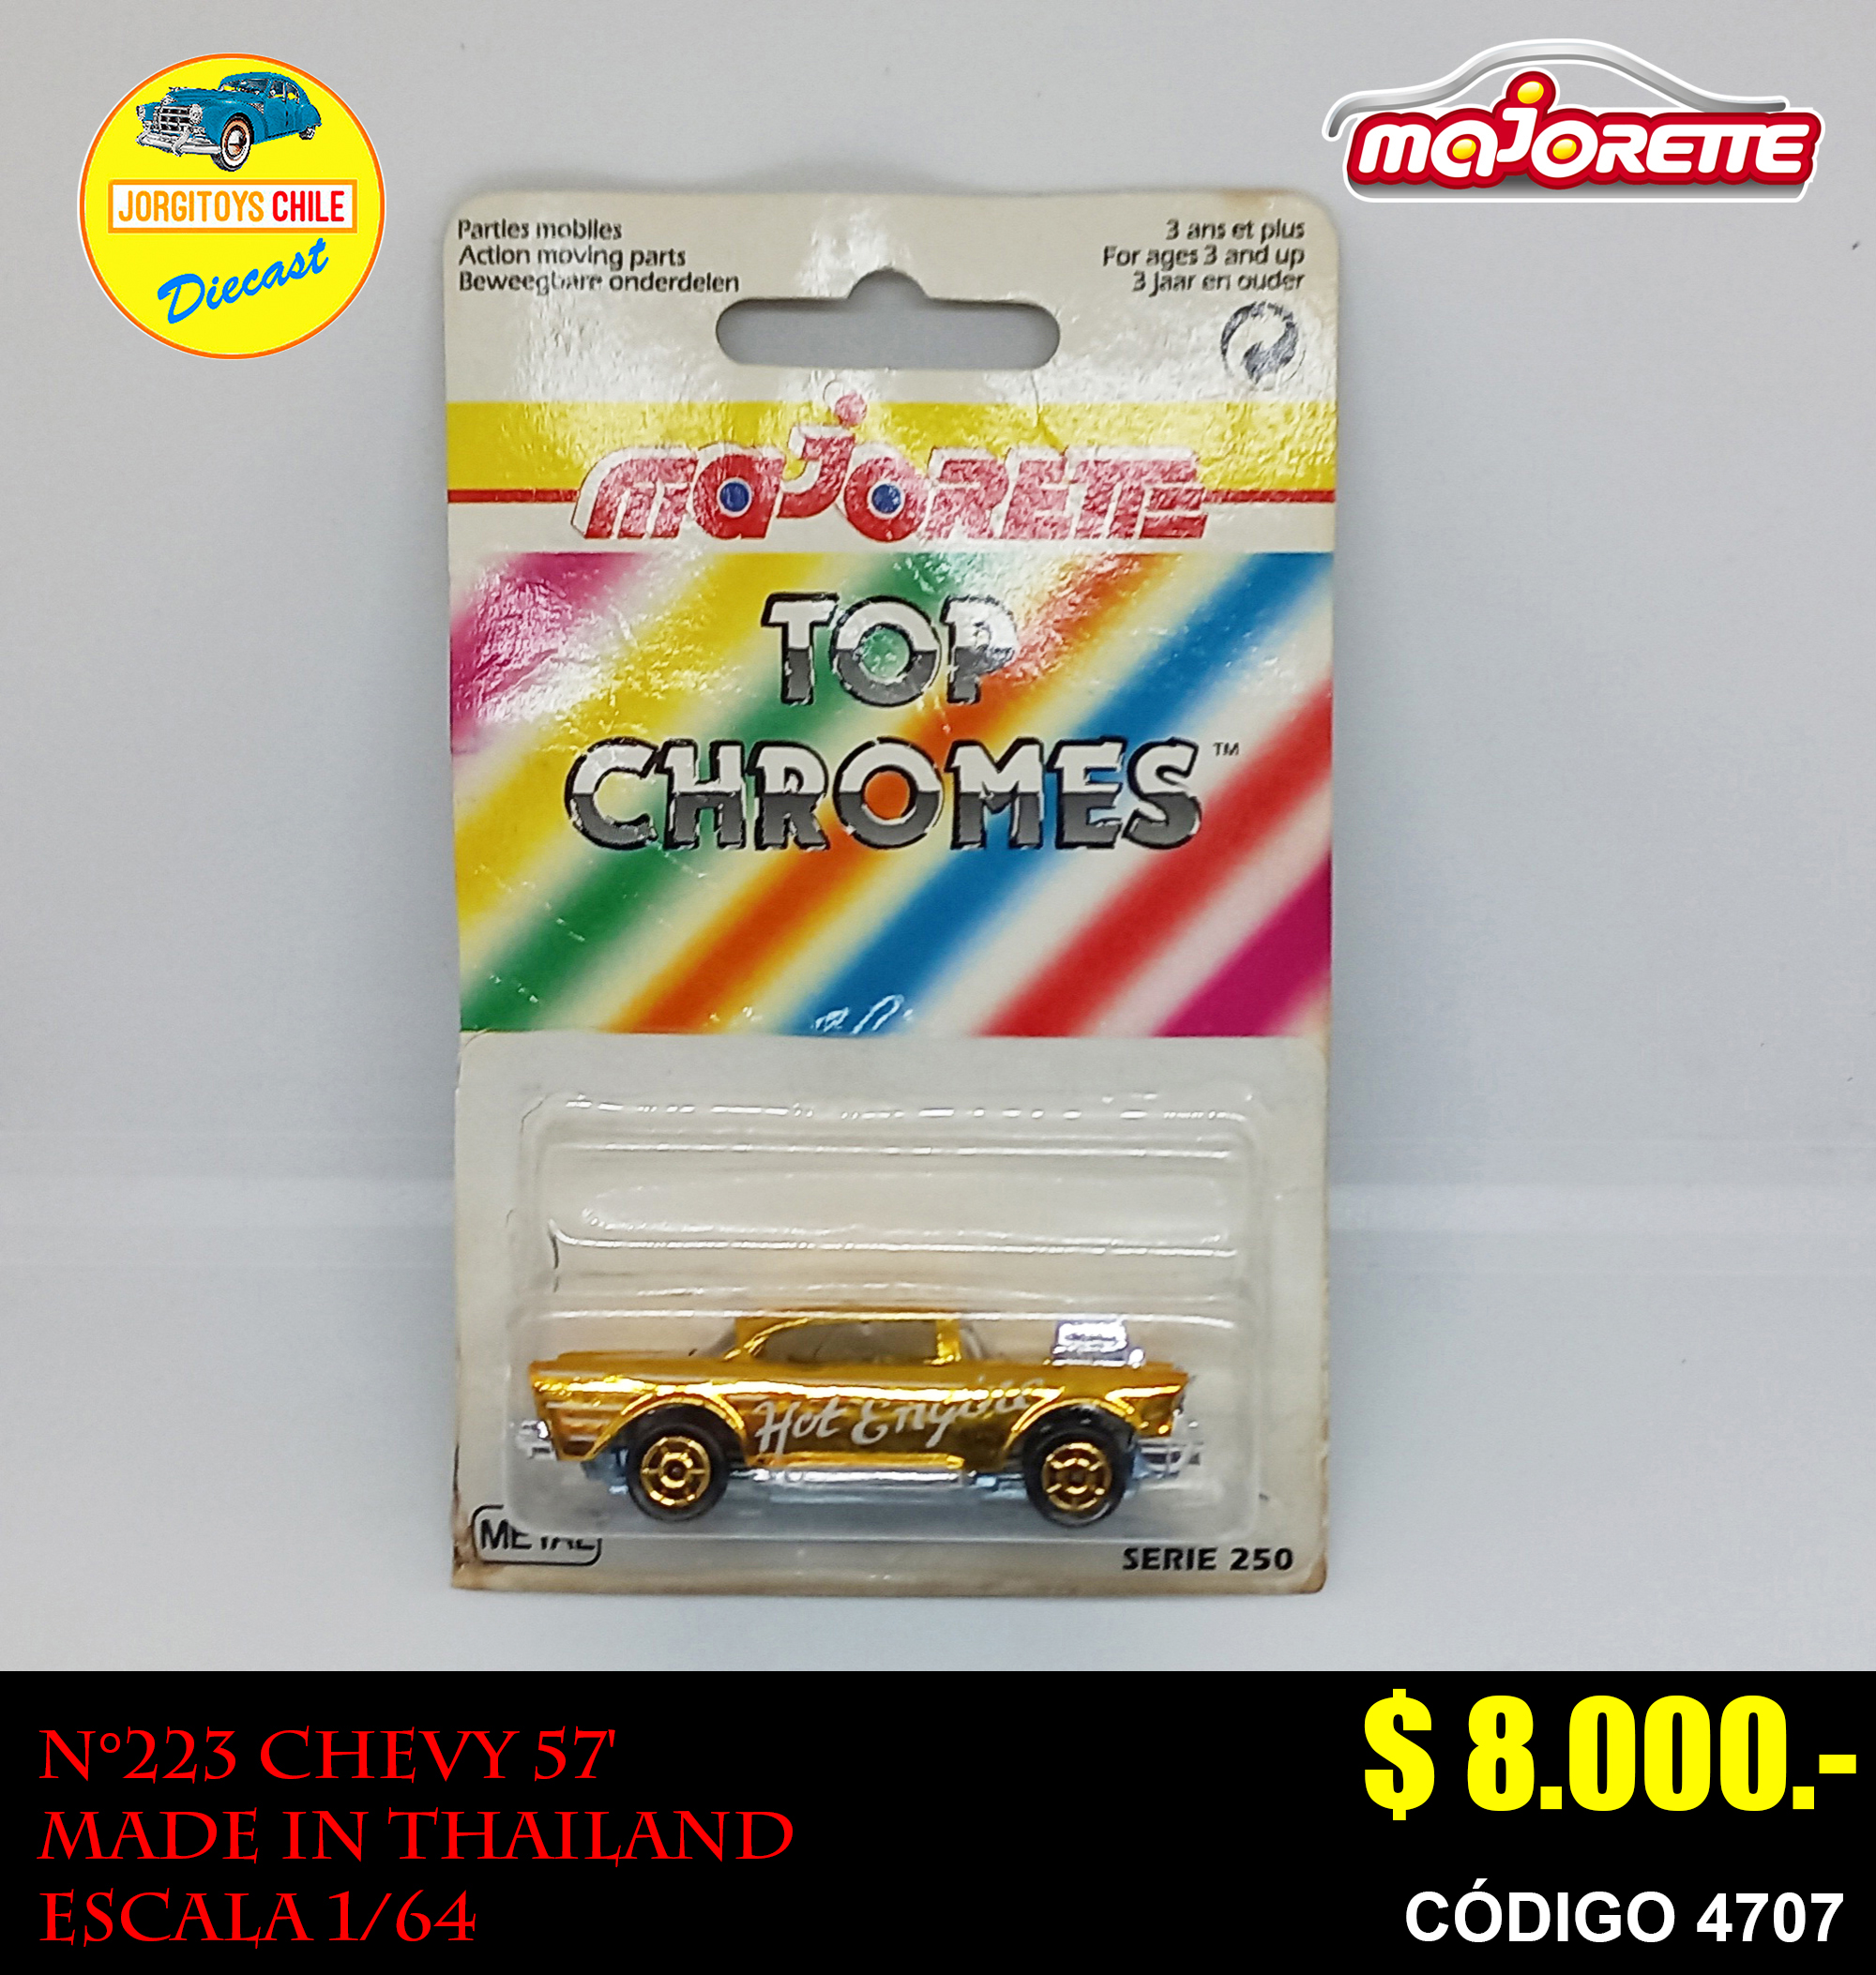 JORGITOYS CHILE
Diecast
majorette
Parties mobiles
Action moving parts
Beweegbare onderdelen
3 ans et plus
For ages 3 and up
3 Jaar en ouder
majorette
TOP
CHROMES™
Hot Engine
METAL
SERIE 250
N°223 CHEVY 57'
MADE IN THAILAND
ESCALA 1/64
$ 8.000.-
CÓDIGO 4707